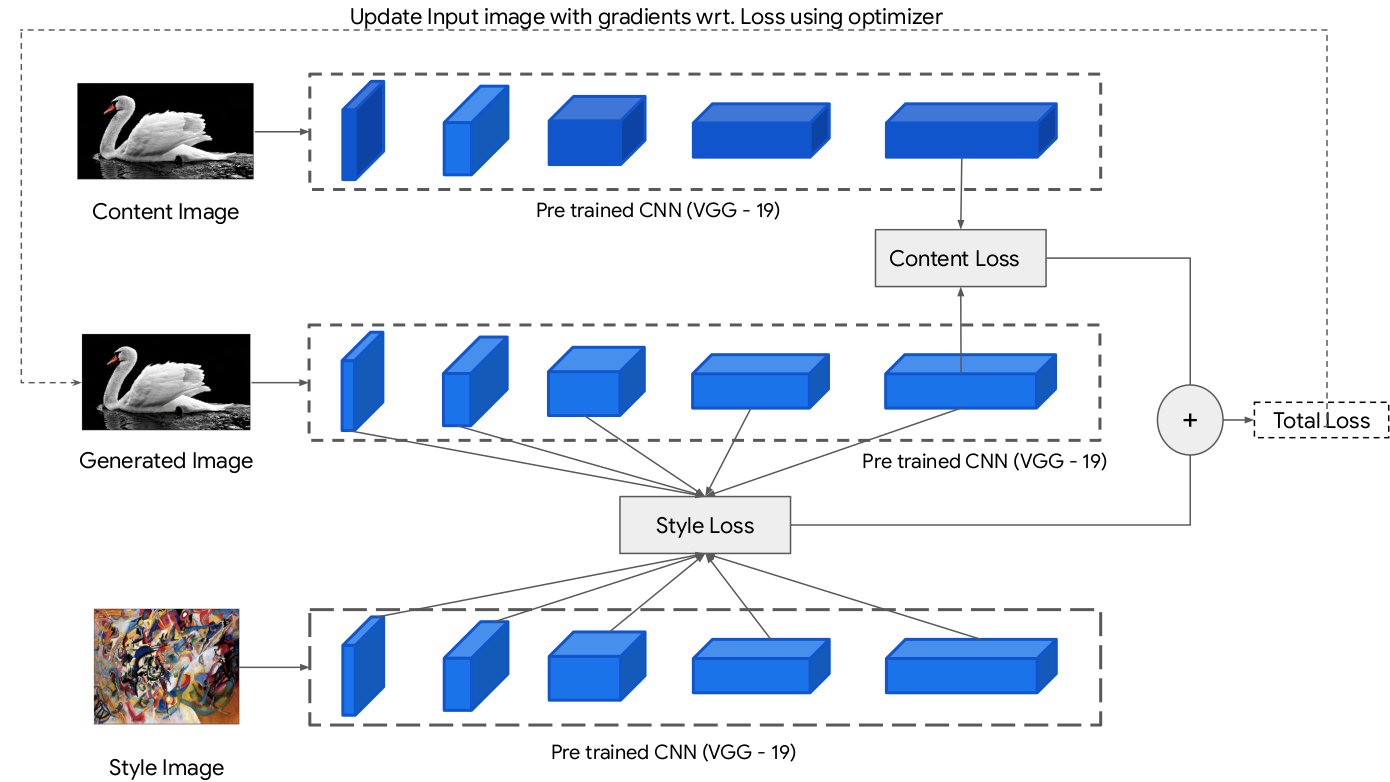 Update Input image with gradients wrt. Loss using optimizer
Content Image
Pre trained CNN (VGG - 19)
Content Loss
Generated Image
Pre trained CNN (VGG - 19)
+
Total Loss
Style Loss
Style Image
Pre trained CNN (VGG - 19)